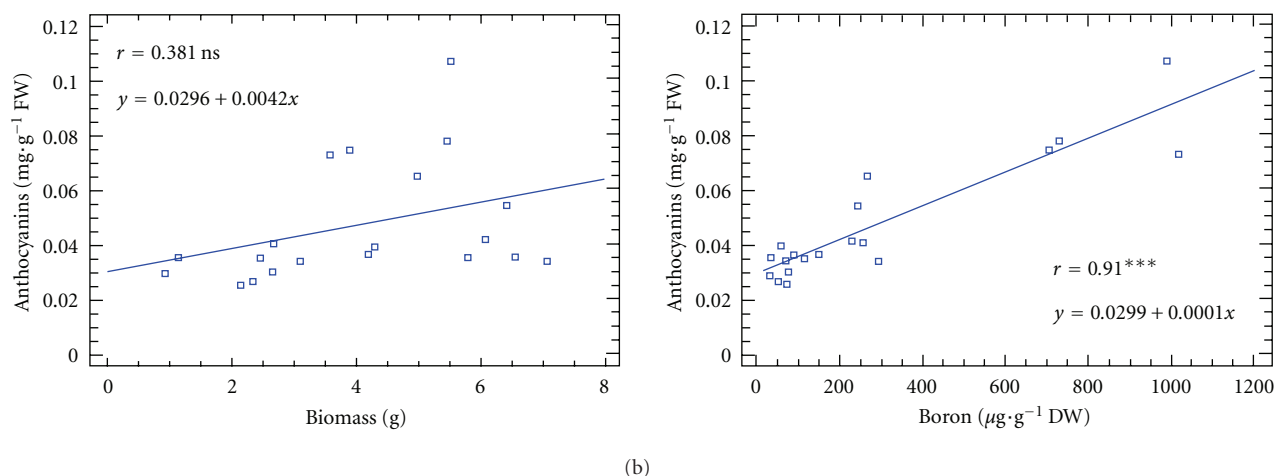 0.12
0.1
0.08
0.06
0.04
0.02
0
Anthocyanins (mg·g⁻¹ FW)
r = 0.381 ns
y = 0.0296 + 0.0042x
0 2 4 6 8
Biomass (g)
0.12
0.1
0.08
0.06
0.04
0.02
0
Anthocyanins (mg·g⁻¹ FW)
r = 0.91***
y = 0.0299 + 0.0001x
0 200 400 600 800 1000 1200
Boron (μg·g⁻¹ DW)
(b)